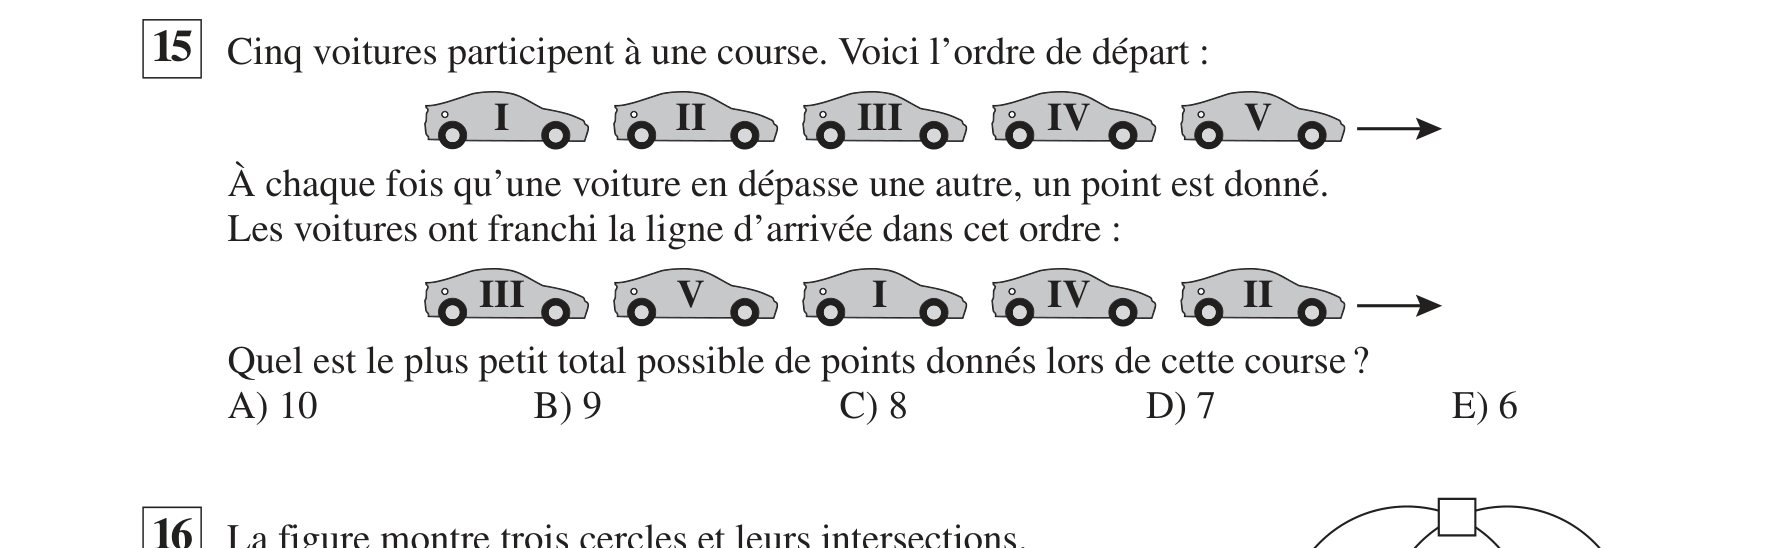 15 Cinq voitures participent à une course. Voici l’ordre de départ :
I II III IV V
À chaque fois qu’une voiture en dépasse une autre, un point est donné.
Les voitures ont franchi la ligne d’arrivée dans cet ordre :
III V I IV II
Quel est le plus petit total possible de points donnés lors de cette course ?
A) 10 B) 9 C) 8 D) 7 E) 6
16 La figure montre trois cercles et leurs intersections.